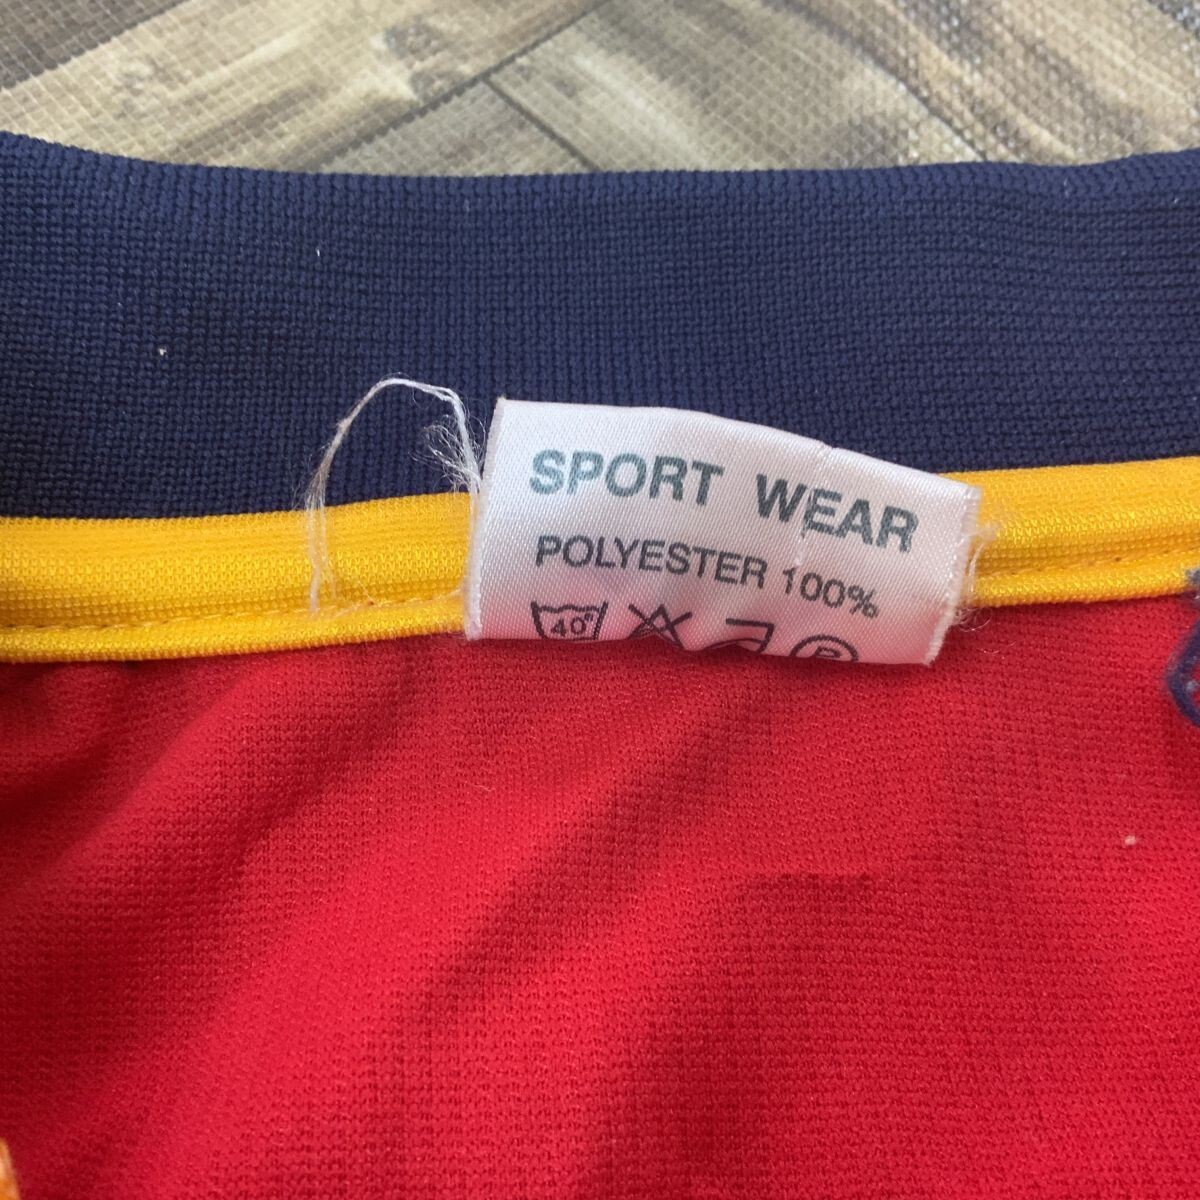 SPORT WEAR
POLYESTER 100%
40°
P